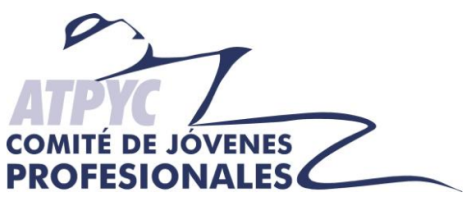 ATPYC
COMITÉ DE JÓVENES
PROFESIONALES